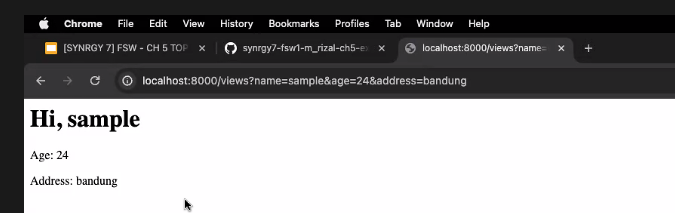 Chrome File Edit View History Bookmarks Profiles Tab Window Help
[SYNRGY 7] FSW - CH 5 TOP synrgy7-fsw1-m_rizal-ch5-e localhost:8000/views?name=
localhost:8000/views?name=sample&age=24&address=bandung
Hi, sample
Age: 24
Address: bandung